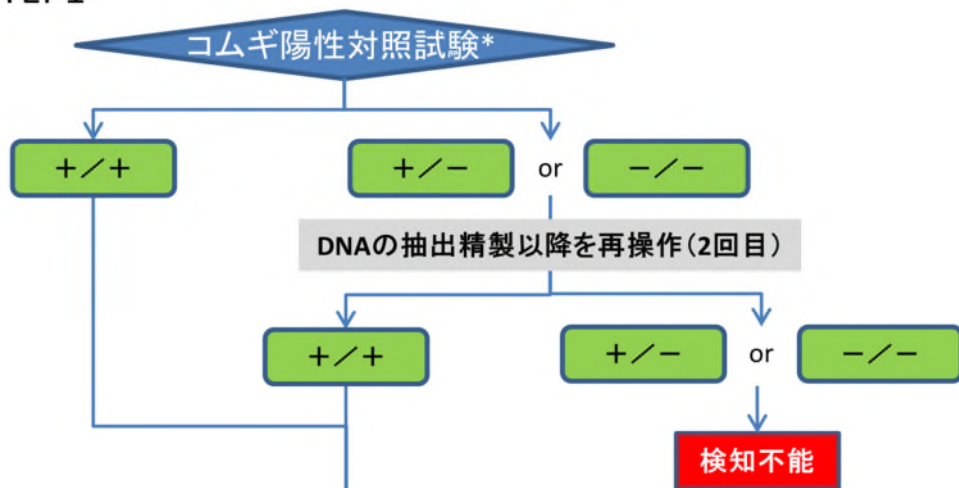 コムギ陽性対照試験*
+/+
+/- or -/-
DNAの抽出精製以降を再操作(2回目)
+/+
+/- or -/-
検知不能